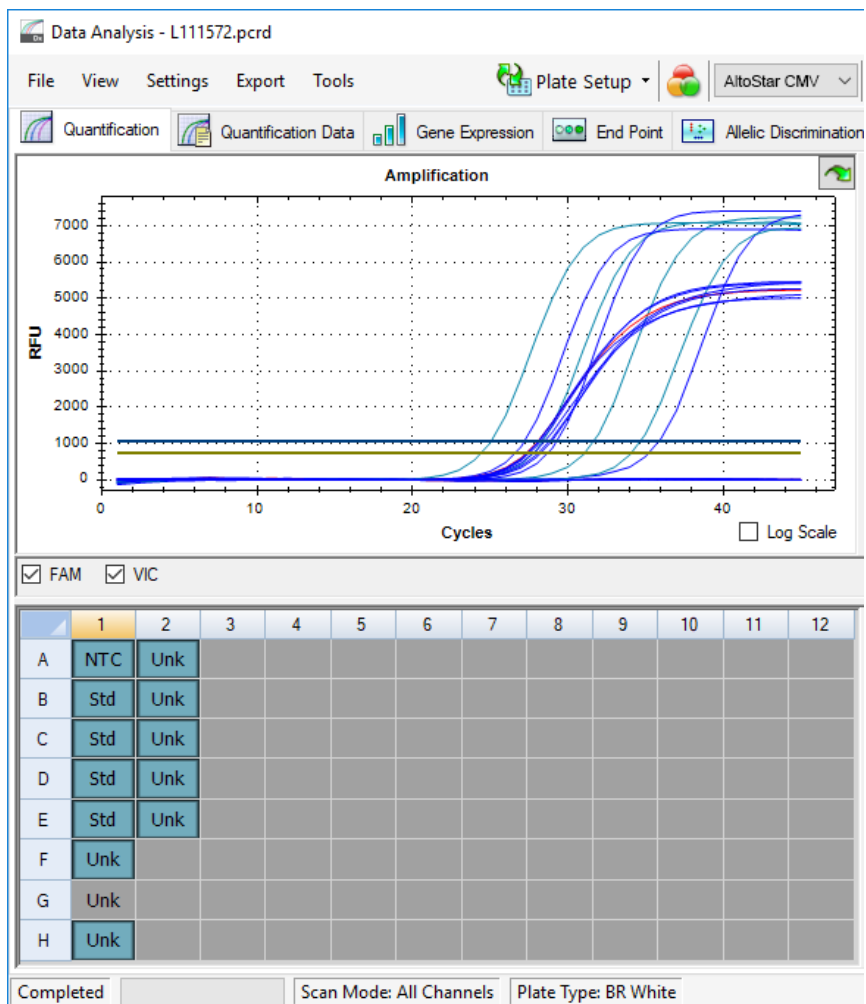 Data Analysis - L111572.pcrd
File View Settings Export Tools Plate Setup AltoStar CMV
Quantification Quantification Data Gene Expression End Point Allelic Discrimination
Amplification
RFU
7000
6000
5000
4000
3000
2000
1000
0
0 10 20 30 40
Cycles
Log Scale
FAM VIC
1 2 3 4 5 6 7 8 9 10 11 12
A NTC Unk
B Std Unk
C Std Unk
D Std Unk
E Std Unk
F Unk
G Unk
H Unk
Completed Scan Mode: All Channels Plate Type: BR White